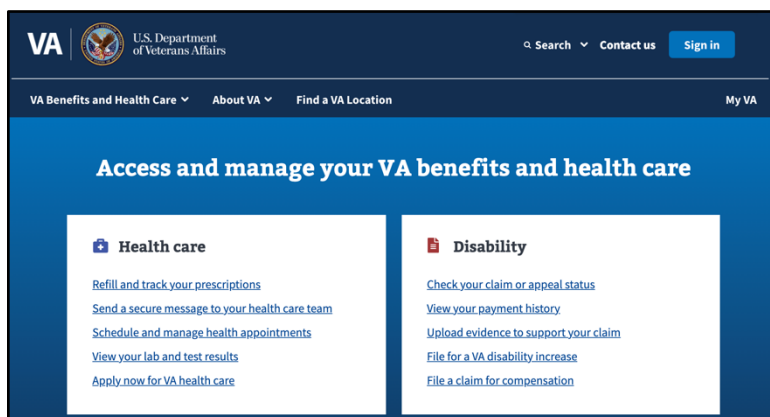 VA
U.S. Department
of Veterans Affairs
Search
Contact us
Sign in
VA Benefits and Health Care
About VA
Find a VA Location
My VA
Access and manage your VA benefits and health care
Health care
Refill and track your prescriptions
Send a secure message to your health care team
Schedule and manage health appointments
View your lab and test results
Apply now for VA health care
Disability
Check your claim or appeal status
View your payment history
Upload evidence to support your claim
File for a VA disability increase
File a claim for compensation